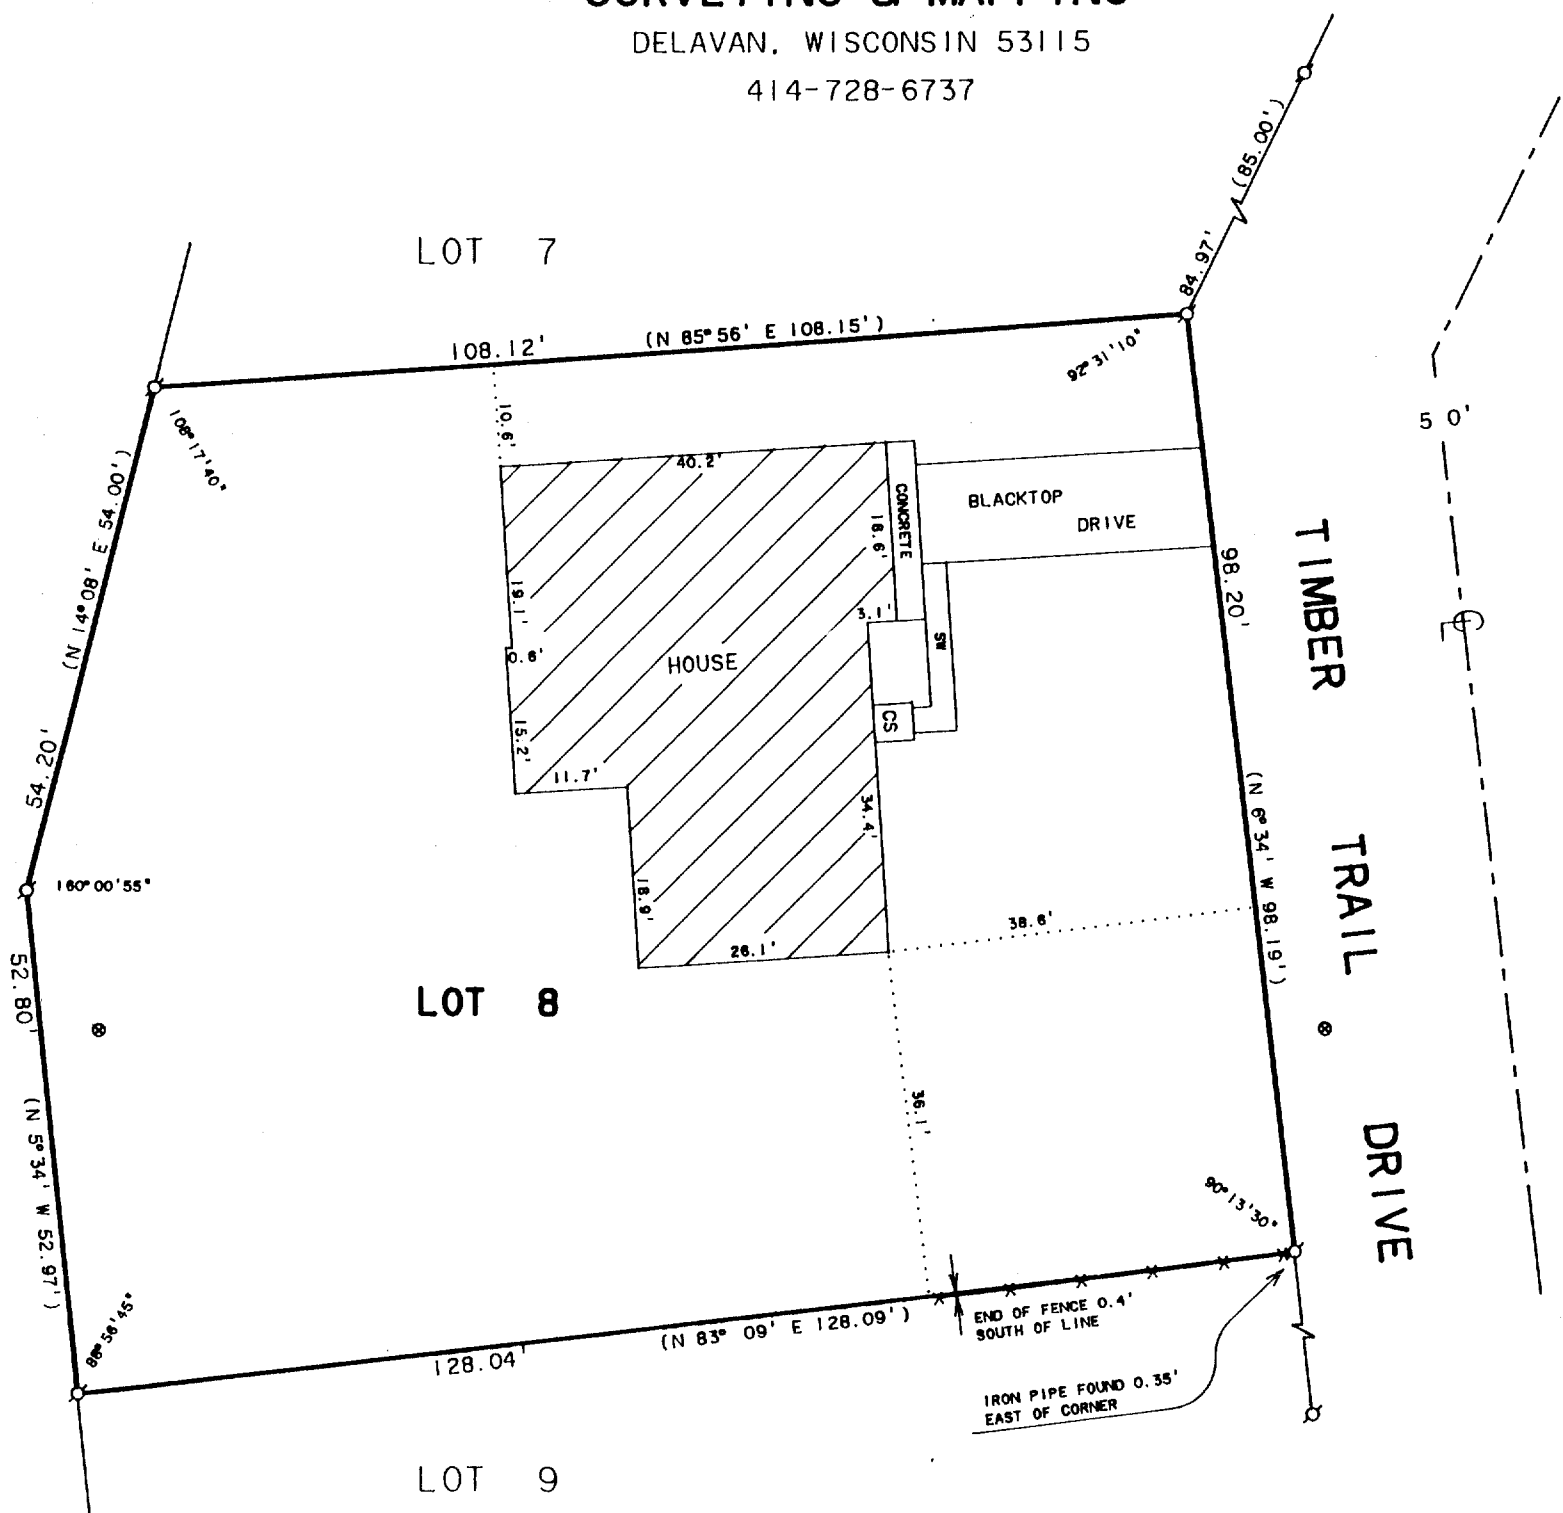 DELAVAN, WISCONSIN 53115
414-728-6737
(85.00')
84.97'
LOT 7
(N 85° 56' E 108.15')
108.12'
92°31'10"
108°17'40"
10.6'
50'
40.2'
CONCRETE
18.6'
BLACKTOP
DRIVE
(N 14°08' E 54.00')
54.20'
19.1'
0.6'
15.2'
11.7'
HOUSE
3.1'
SW
CS
34.4'
98.20'
(N 6°34' W 98.19')
TIMBER TRAIL DRIVE
160°00'55"
18.9'
26.1'
38.6'
LOT 8
52.80'
(N 5°34' W 52.97')
36.1'
90°13'30"
88°56'45"
128.04'
(N 83° 09' E 128.09')
END OF FENCE 0.4'
SOUTH OF LINE
IRON PIPE FOUND 0.35'
EAST OF CORNER
LOT 9